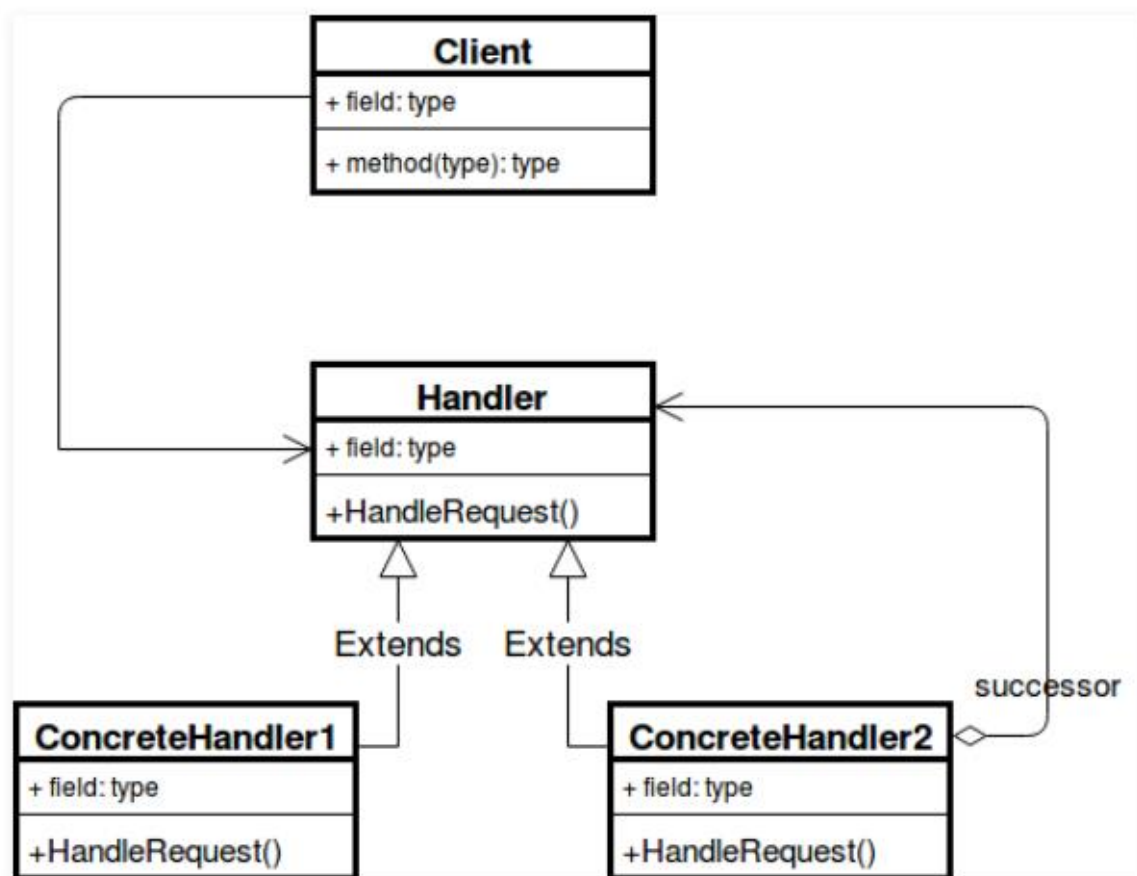 Client
+ field: type
+ method(type): type
Handler
+ field: type
+HandleRequest()
Extends
Extends
successor
ConcreteHandler1
+ field: type
+HandleRequest()
ConcreteHandler2
+ field: type
+HandleRequest()